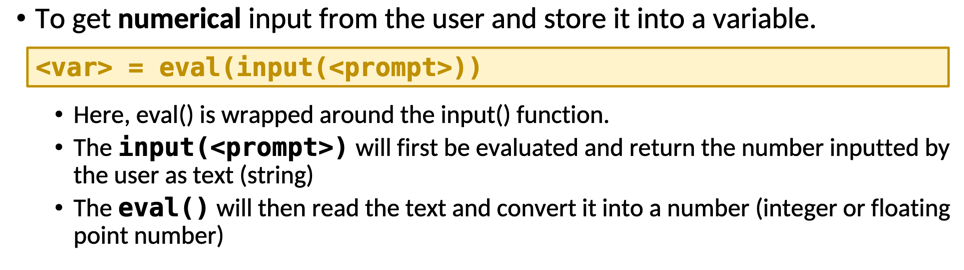 • To get numerical input from the user and store it into a variable.
<var> = eval(input(<prompt>))
• Here, eval() is wrapped around the input() function.
• The input(<prompt>) will first be evaluated and return the number inputted by
the user as text (string)
• The eval() will then read the text and convert it into a number (integer or floating
point number)